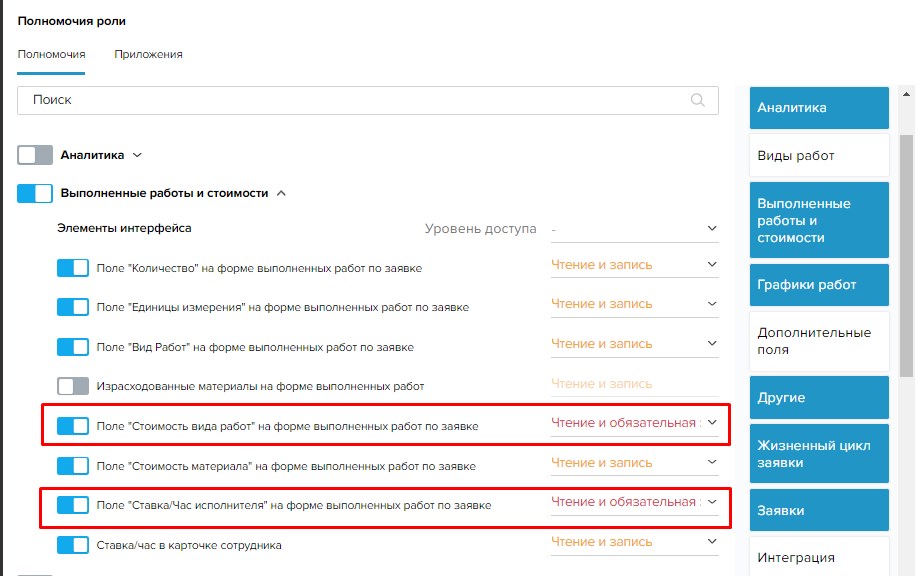 Полномочия роли
Полномочия Приложения
Поиск
Аналитика
Выполненные работы и стоимости
Элементы интерфейса Уровень доступа -
Поле "Количество" на форме выполненных работ по заявке Чтение и запись
Поле "Единицы измерения" на форме выполненных работ по заявке Чтение и запись
Поле "Вид Работ" на форме выполненных работ по заявке Чтение и запись
Израсходованные материалы на форме выполненных работ Чтение и запись
Поле "Стоимость вида работ" на форме выполненных работ по заявке Чтение и обязательная
Поле "Стоимость материала" на форме выполненных работ по заявке Чтение и запись
Поле "Ставка/Час исполнителя" на форме выполненных работ по заявке Чтение и обязательная
Ставка/час в карточке сотрудника Чтение и запись
Аналитика
Виды работ
Выполненные
работы и
стоимости
Графики работ
Дополнительные
поля
Другие
Жизненный цикл
заявки
Заявки
Интеграция